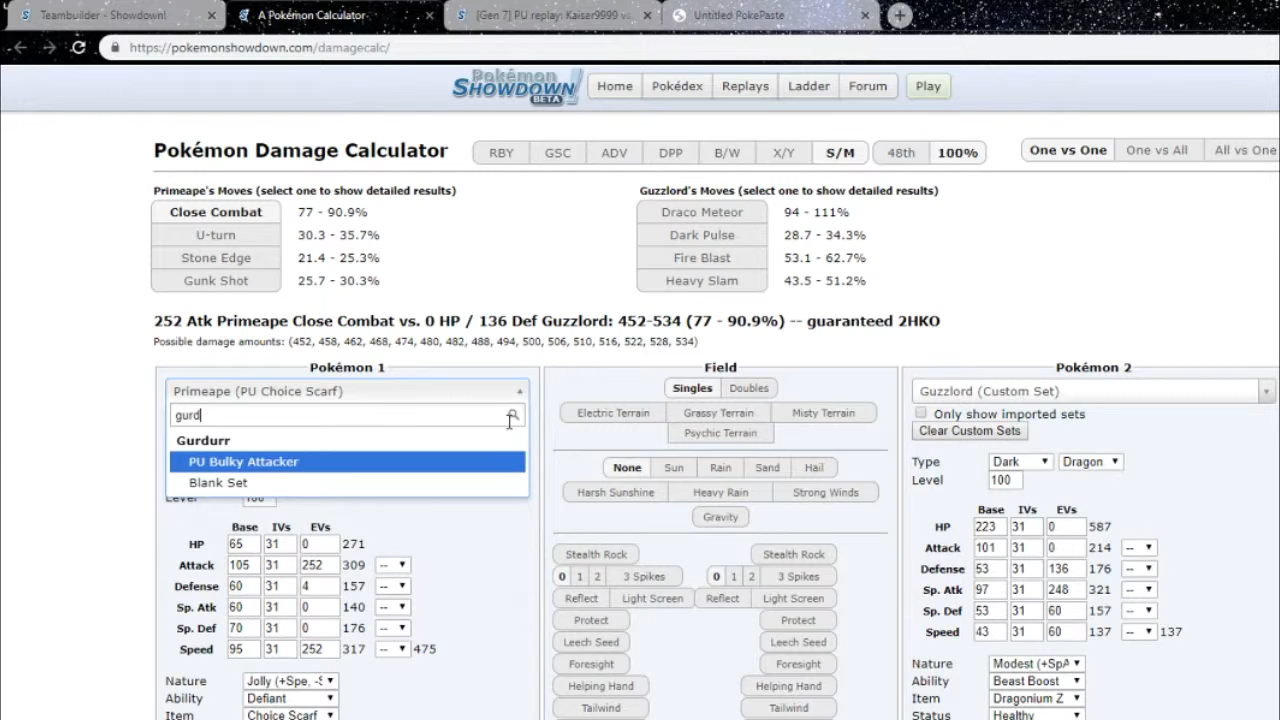 Teambuilder - Showdown! × A Pokémon Calculator × [Gen 7] PU replay: Kaiser9999 vs × Untitled PokePaste ×
https://pokemonshowdown.com/damagecalc/
Pokémon SHOWDOWN! BETA Home Pokédex Replays Ladder Forum Play
Pokémon Damage Calculator RBY GSC ADV DPP B/W X/Y S/M 48th 100% One vs One One vs All All vs One
Primeape's Moves (select one to show detailed results) Guzzlord's Moves (select one to show detailed results)
Close Combat 77 - 90.9% Draco Meteor 94 - 111%
U-turn 30.3 - 35.7% Dark Pulse 28.7 - 34.3%
Stone Edge 21.4 - 25.3% Fire Blast 53.1 - 62.7%
Gunk Shot 25.7 - 30.3% Heavy Slam 43.5 - 51.2%
252 Atk Primeape Close Combat vs. 0 HP / 136 Def Guzzlord: 452-534 (77 - 90.9%) -- guaranteed 2HKO
Possible damage amounts: (452, 458, 462, 468, 474, 480, 482, 488, 494, 500, 506, 510, 516, 522, 528, 534)
Pokémon 1 Field Pokémon 2
Primeape (PU Choice Scarf) Singles Doubles Guzzlord (Custom Set)
gurd Electric Terrain Grassy Terrain Misty Terrain Only show imported sets
Gurdurr Psychic Terrain Clear Custom Sets
PU Bulky Attacker None Sun Rain Sand Hail Type Dark Dragon
Blank Set Harsh Sunshine Heavy Rain Strong Winds Level 100
Level 100
Gravity
Base IVs EVs Base IVs EVs
HP 65 31 0 271 HP 223 31 0 587
Attack 105 31 252 309 -- Stealth Rock Stealth Rock Attack 101 31 0 214 --
Defense 60 31 4 157 -- 0 1 2 3 Spikes 0 1 2 3 Spikes Defense 53 31 136 176 --
Sp. Atk 60 31 0 140 -- Reflect Light Screen Reflect Light Screen Sp. Atk 97 31 248 321 --
Sp. Def 70 31 0 176 -- Protect Protect Sp. Def 53 31 60 157 --
Speed 95 31 252 317 -- 475 Leech Seed Leech Seed Speed 43 31 60 137 -- 137
Nature Jolly (+Spe, -S Foresight Foresight Nature Modest (+SpA
Ability Defiant Helping Hand Helping Hand Ability Beast Boost
Item Choice Scarf Tailwind Tailwind Item Dragonium Z
Status Healthy